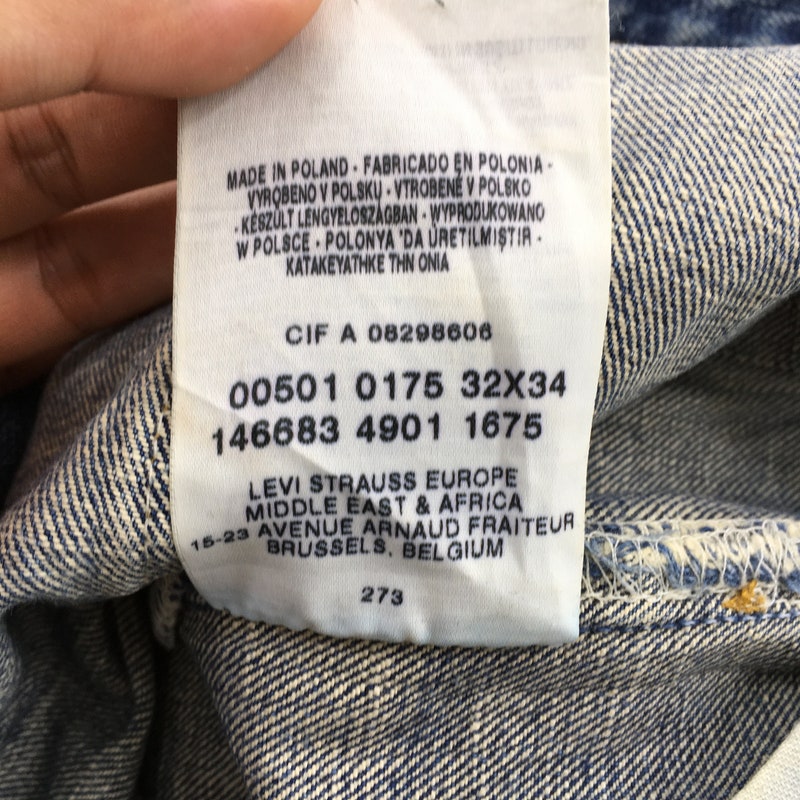 MADE IN POLAND - FABRICADO EN POLONIA -
VYROBENO V POLSKU - VTROBENÉ V POLSKO
- KÉSZÜLT LENGYELOSZAGBAN - WYPRODUKOWANO
W POLSCE - POLONYA 'DA ÜRETILMIŞTIR -
KATAKEYATHKE THN ONIA
CIF A 08298606
00501 0175 32X34
146683 4901 1675
LEVI STRAUSS EUROPE
MIDDLE EAST & AFRICA
15-23 AVENUE ARNAUD FRAITEUR
BRUSSELS, BELGIUM
273